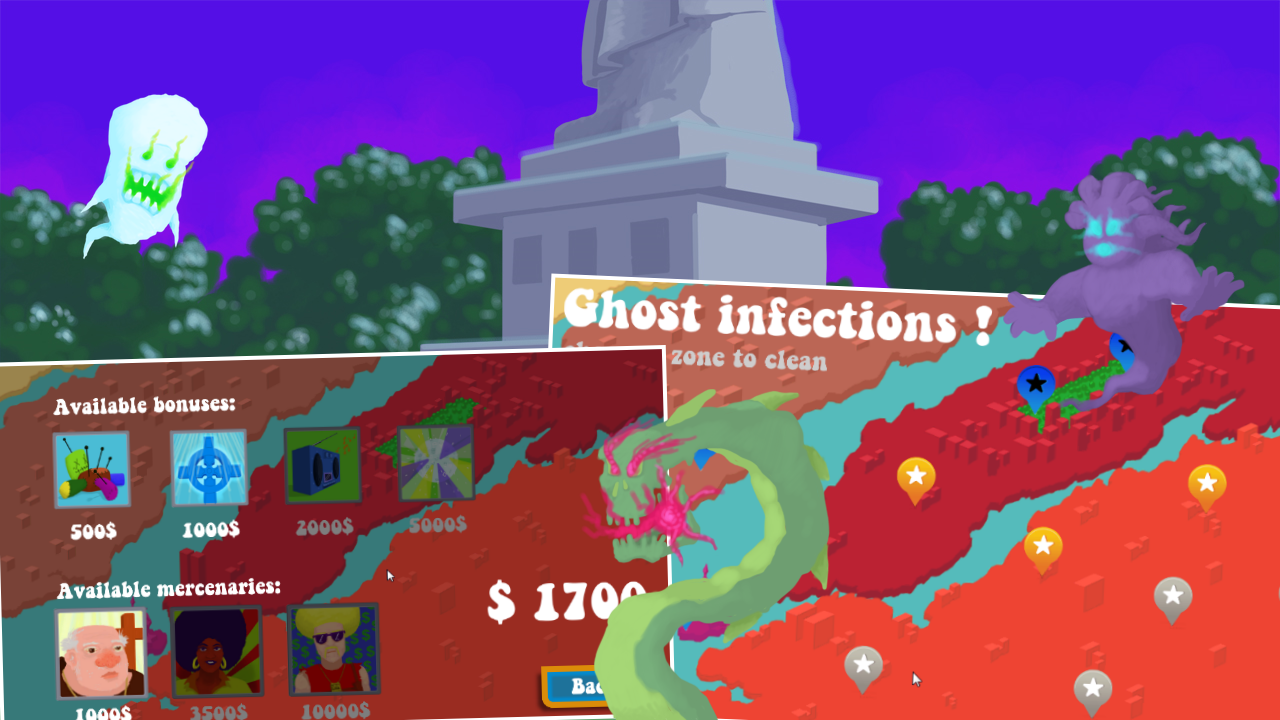 Ghost infections !
zone to clean
Available bonuses:
500$ 1000$ 2000$ 5000$
Available mercenaries:
$ 1700
1000$ 3500$ 10000$